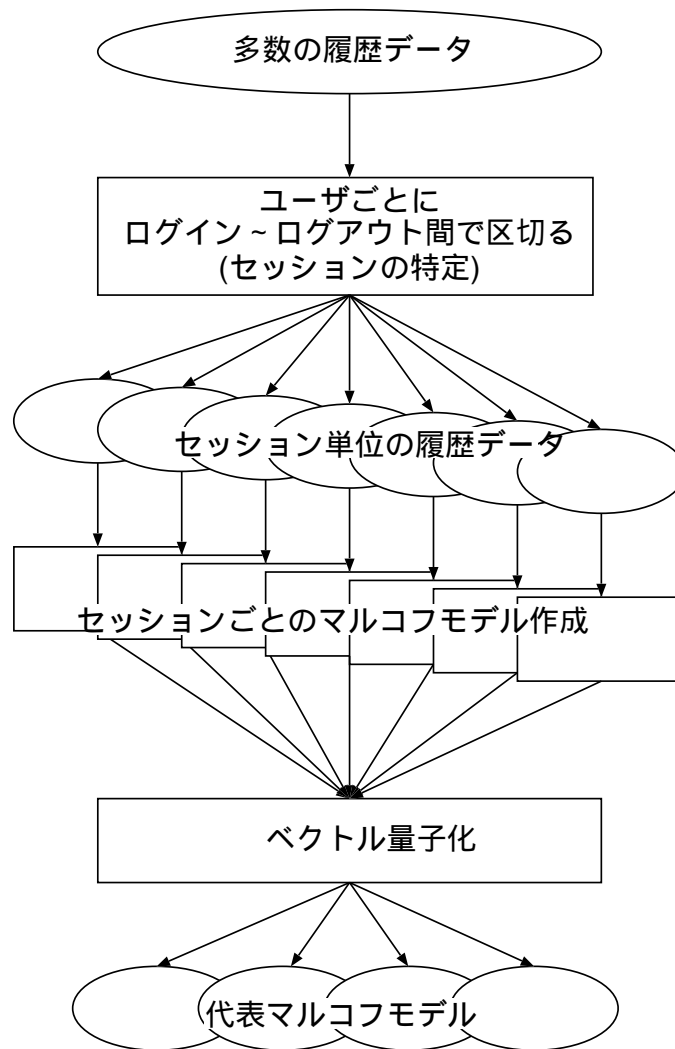 多数の履歴データ
ユーザごとに
ログイン ~ ログアウト間で区切る
(セッションの特定)
セッション単位の履歴データ
セッションごとのマルコフモデル作成
ベクトル量子化
代表マルコフモデル